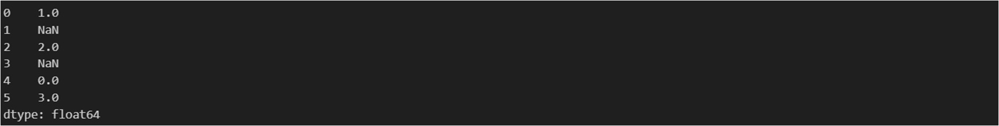 0    1.0
1    NaN
2    2.0
3    NaN
4    0.0
5    3.0
dtype: float64